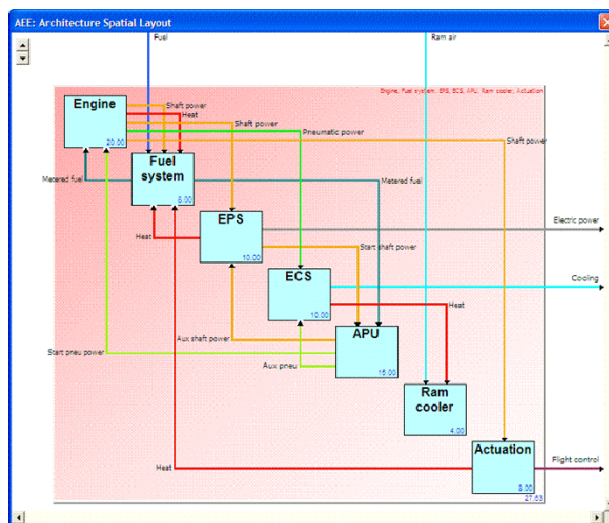 AEE: Architecture Spatial Layout
Fuel
Ram air
Engine, Fuel system, EPS, ECS, APU, Ram cooler, Actuation
Engine
20.00
Shaft power
Heat
Shaft power
Pneumatic power
Shaft power
Metered fuel
Fuel
system
8.00
Metered fuel
EPS
10.00
Electric power
Heat
Start shaft power
ECS
10.00
Cooling
Heat
APU
15.00
Aux shaft power
Start pneu power
Aux pneu
Ram
cooler
4.00
Actuation
8.00
Flight control
Heat
27.63